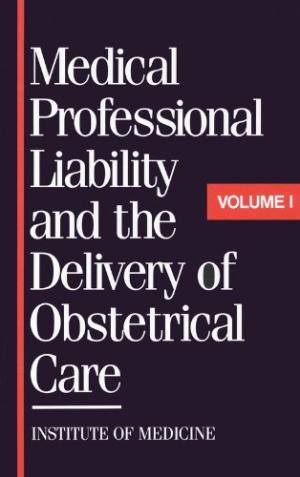 Medical
Professional
Liability
and the
Delivery of
Obstetrical
Care
VOLUME I
INSTITUTE OF MEDICINE